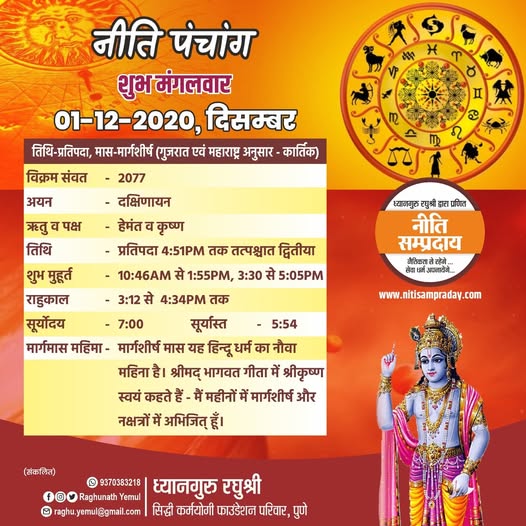 नीति पंचांग
शुभ मंगलवार
01-12-2020, दिसम्बर
तिथि-प्रतिपदा, मास-मार्गशीर्ष (गुजरात एवं महाराष्ट्र अनुसार - कार्तिक)
विक्रम संवत - 2077
अयन - दक्षिणायन
ऋतु व पक्ष - हेमंत व कृष्ण
तिथि - प्रतिपदा 4:51PM तक तत्पश्चात द्वितीया
शुभ मुहूर्त - 10:46AM से 1:55PM, 3:30 से 5:05PM
राहुकाल - 3:12 से 4:34PM तक
सूर्योदय - 7:00 सूर्यास्त - 5:54
मार्गमास महिमा - मार्गशीर्ष मास यह हिन्दू धर्म का नौवा
महिना है। श्रीमद् भागवत गीता में श्रीकृष्ण
स्वयं कहते हैं - मैं महीनों में मार्गशीर्ष और
नक्षत्रों में अभिजित् हूँ।
ध्यानगुरु रघुश्री द्वारा प्रणित
नीति
सम्प्रदाय
नैतिकता से रहेंगे ...
सेवा धर्म अपनायेंगे...
www.nitisampraday.com
(संकलित)
9370383218
Raghunath Yemul
raghu.yemul@gmail.com
ध्यानगुरु रघुश्री
सिद्धी कर्मयोगी फाउंडेशन परिवार, पुणे